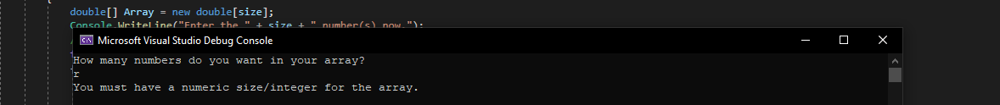 double[] Array = new double[size];
Console.WriteLine("Enter the " + size + " number(s) now.");
Microsoft Visual Studio Debug Console
How many numbers do you want in your array?
r
You must have a numeric size/integer for the array.